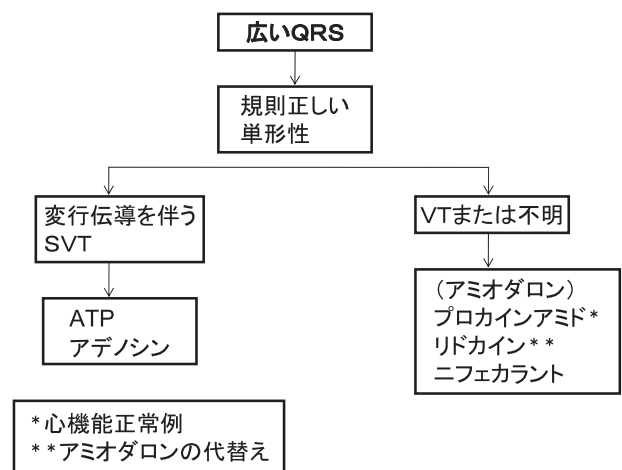 広いQRS
規則正しい
単形性
変行伝導を伴う
SVT
VTまたは不明
ATP
アデノシン
(アミオダロン)
プロカインアミド*
リドカイン**
ニフェカラント
*心機能正常例
**アミオダロンの代替え